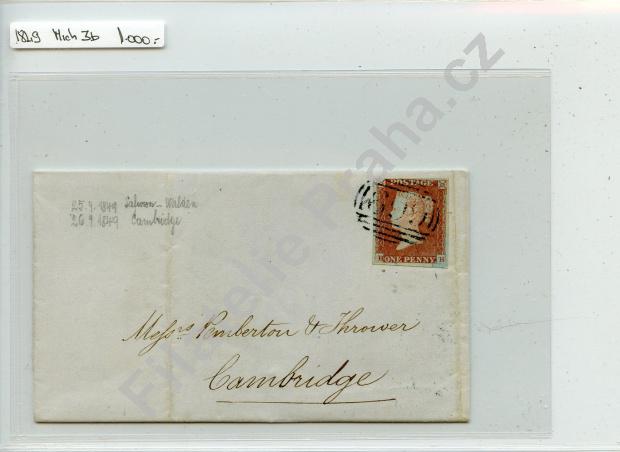 1849 Mich 3b 1.000:-
25.9.1849 Safron-Walden
26.9.1849 Cambridge
POSTAGE
ONE PENNY
H
Messrs Pemberton & Thrower
Cambridge
Filatelie Praha.cz